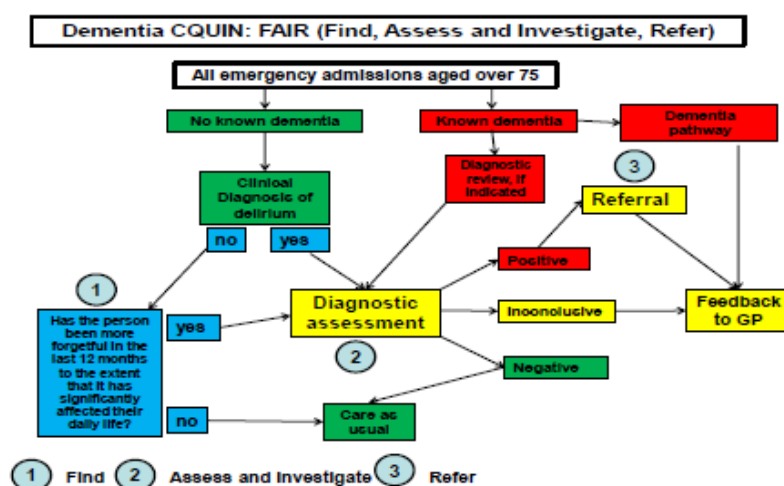 Dementia CQUIN: FAIR (Find, Assess and Investigate, Refer)
All emergency admissions aged over 75
No known dementia
Known dementia
Dementia
pathway
Clinical
Diagnosis of
delirium
Diagnostic
review, if
indicated
3
Referral
no
yes
1
Positive
Has the person
been more
forgetful in the
last 12 months
to the extent
that it has
significantly
affected their
daily life?
yes
Diagnostic
assessment
Inconclusive
Feedback
to GP
2
Negative
no
Care as
usual
1 Find 2 Assess and Investigate 3 Refer